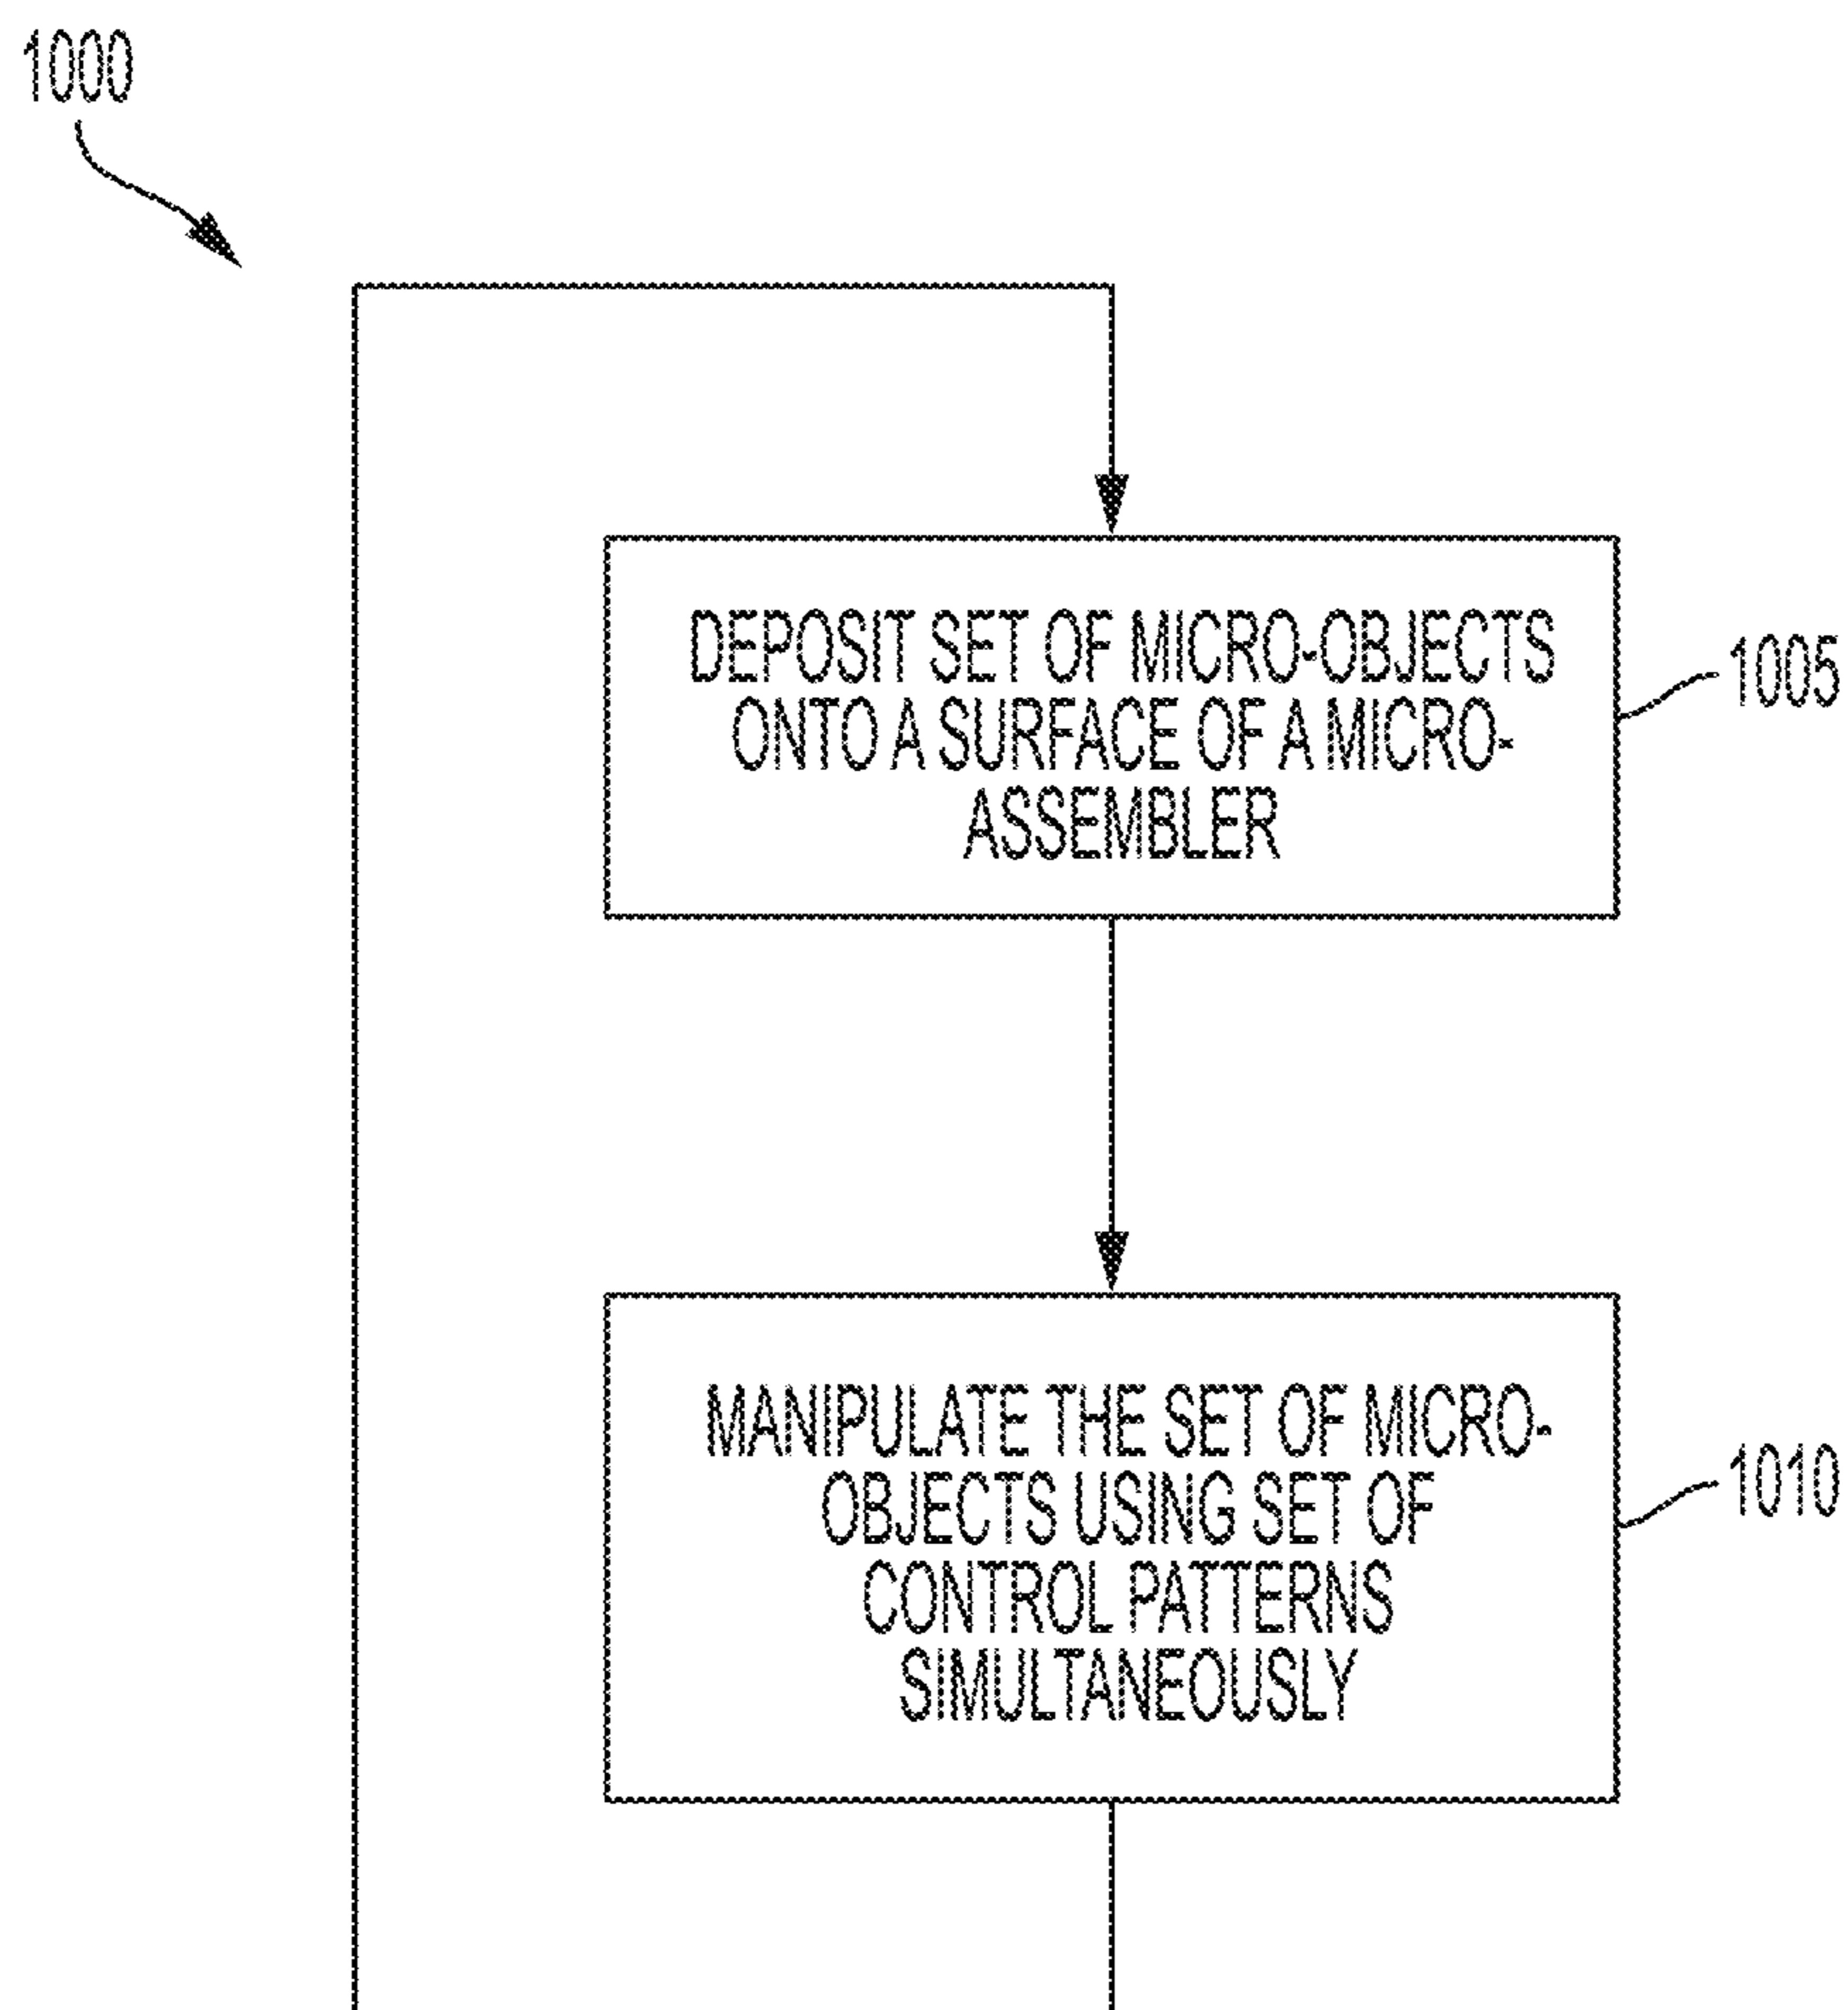 1000
DEPOSIT SET OF MICRO-OBJECTS
ONTO A SURFACE OF A MICRO-
ASSEMBLER
1005
MANIPULATE THE SET OF MICRO-
OBJECTS USING SET OF
CONTROL PATTERNS
SIMULTANEOUSLY
1010